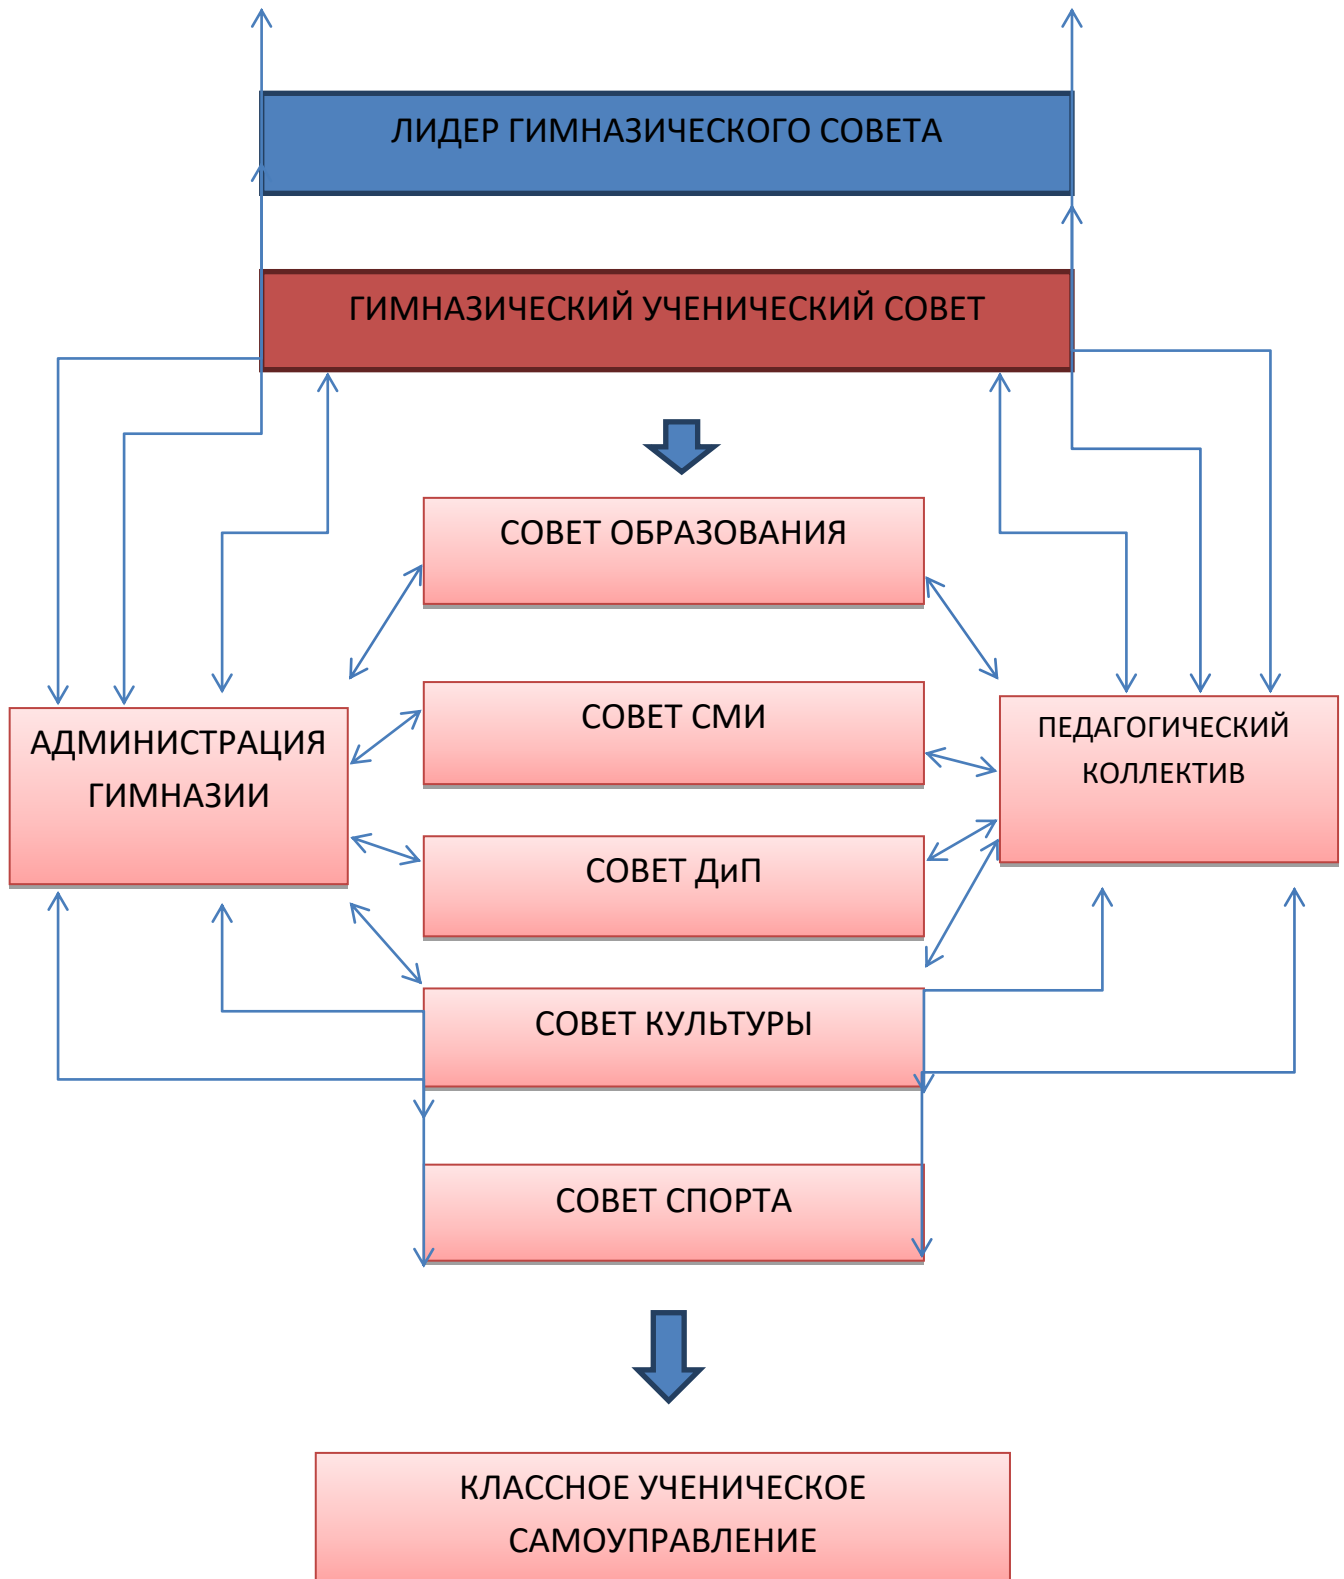 ЛИДЕР ГИМНАЗИЧЕСКОГО СОВЕТА
ГИМНАЗИЧЕСКИЙ УЧЕНИЧЕСКИЙ СОВЕТ
СОВЕТ ОБРАЗОВАНИЯ
СОВЕТ СМИ
АДМИНИСТРАЦИЯ
ГИМНАЗИИ
ПЕДАГОГИЧЕСКИЙ
КОЛЛЕКТИВ
СОВЕТ ДиП
СОВЕТ КУЛЬТУРЫ
СОВЕТ СПОРТА
КЛАССНОЕ УЧЕНИЧЕСКОЕ
САМОУПРАВЛЕНИЕ